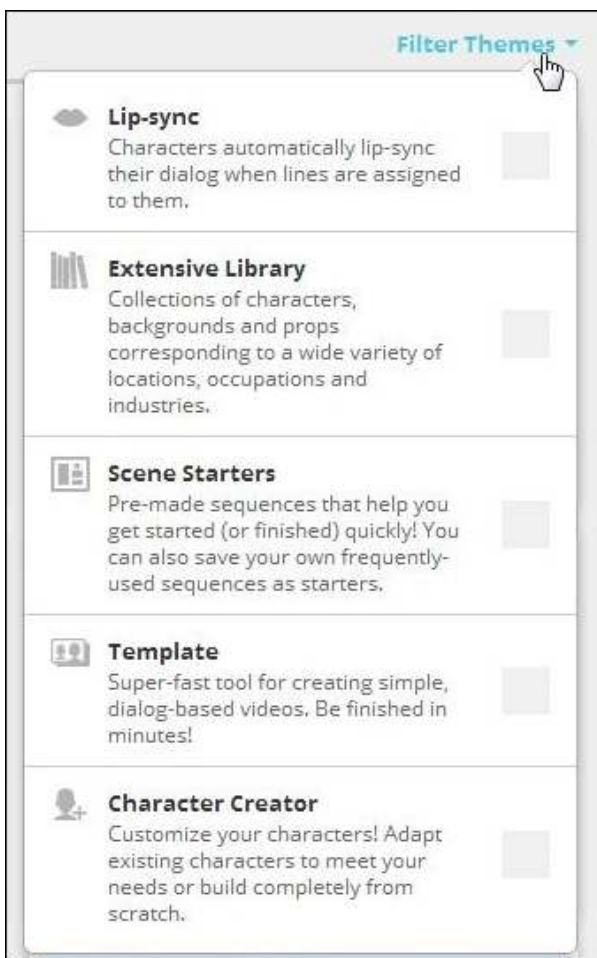 Filter Themes
Lip-sync
Characters automatically lip-sync
their dialog when lines are assigned
to them.
Extensive Library
Collections of characters,
backgrounds and props
corresponding to a wide variety of
locations, occupations and
industries.
Scene Starters
Pre-made sequences that help you
get started (or finished) quickly! You
can also save your own frequently-
used sequences as starters.
Template
Super-fast tool for creating simple,
dialog-based videos. Be finished in
minutes!
Character Creator
Customize your characters! Adapt
existing characters to meet your
needs or build completely from
scratch.